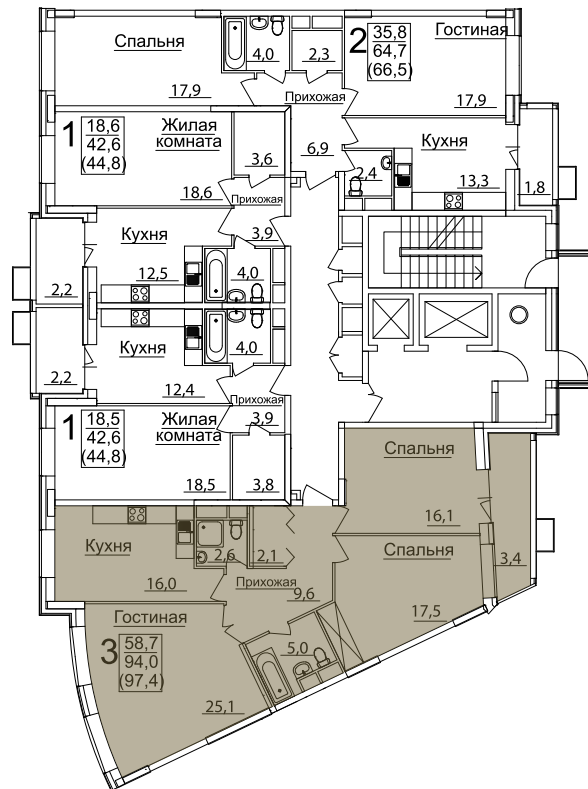 Спальня
4,0
2,3
2
35,8
64,7
(66,5)
Гостиная
17,9
Прихожая
17,9
1
18,6
42,6
(44,8)
Жилая
комната
3,6
6,9
Кухня
2,4
13,3
1,8
18,6
Прихожая
Кухня
3,9
12,5
4,0
2,2
Кухня
4,0
2,2
12,4
Прихожая
1
18,5
42,6
(44,8)
Жилая
комната
3,9
18,5
3,8
Спальня
16,1
Кухня
2,6
2,1
Спальня
3,4
16,0
Прихожая
9,6
17,5
Гостиная
3
58,7
94,0
(97,4)
5,0
25,1